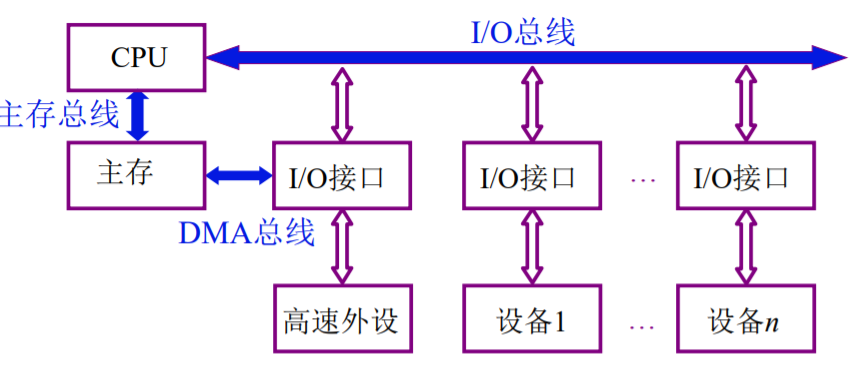 I/O总线
CPU
主存总线
主存
I/O接口
I/O接口
…
I/O接口
DMA总线
高速外设
设备1
…
设备n